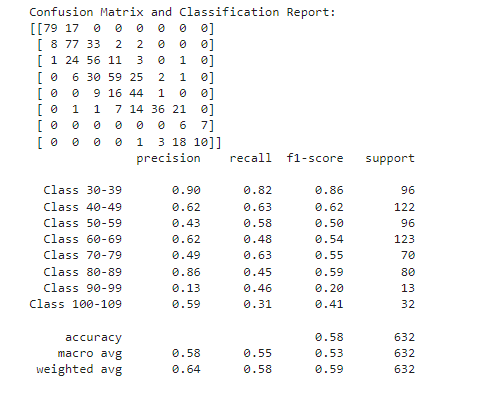 Confusion Matrix and Classification Report:
[[79 17 0 0 0 0 0 0]
[ 8 77 33 2 2 0 0 0]
[ 1 24 56 11 3 0 1 0]
[ 0 6 30 59 25 2 1 0]
[ 0 0 9 16 44 1 0 0]
[ 0 1 1 7 14 36 21 0]
[ 0 0 0 0 0 0 6 7]
[ 0 0 0 0 1 3 18 10]]
precision recall f1-score support
Class 30-39 0.90 0.82 0.86 96
Class 40-49 0.62 0.63 0.62 122
Class 50-59 0.43 0.58 0.50 96
Class 60-69 0.62 0.48 0.54 123
Class 70-79 0.49 0.63 0.55 70
Class 80-89 0.86 0.45 0.59 80
Class 90-99 0.13 0.46 0.20 13
Class 100-109 0.59 0.31 0.41 32
accuracy 0.58 632
macro avg 0.58 0.55 0.53 632
weighted avg 0.64 0.58 0.59 632